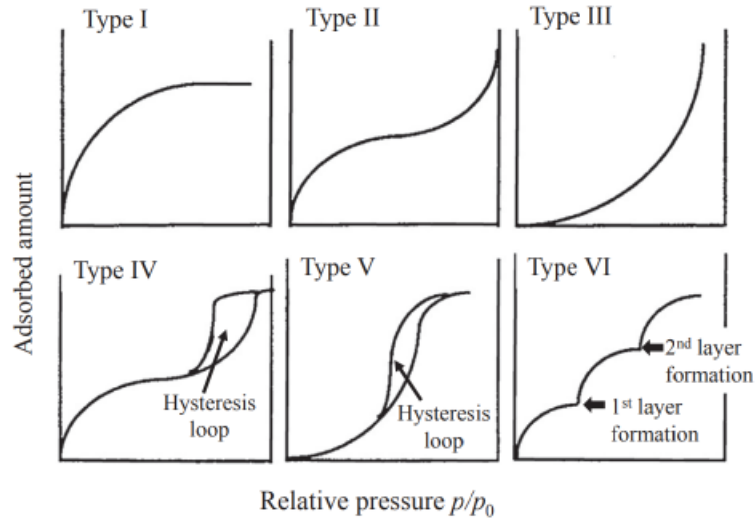 Type I
Type II
Type III
Adsorbed amount
Type IV
Hysteresis
loop
Type V
Hysteresis
loop
Type VI
2nd layer
formation
1st layer
formation
Relative pressure p/p0